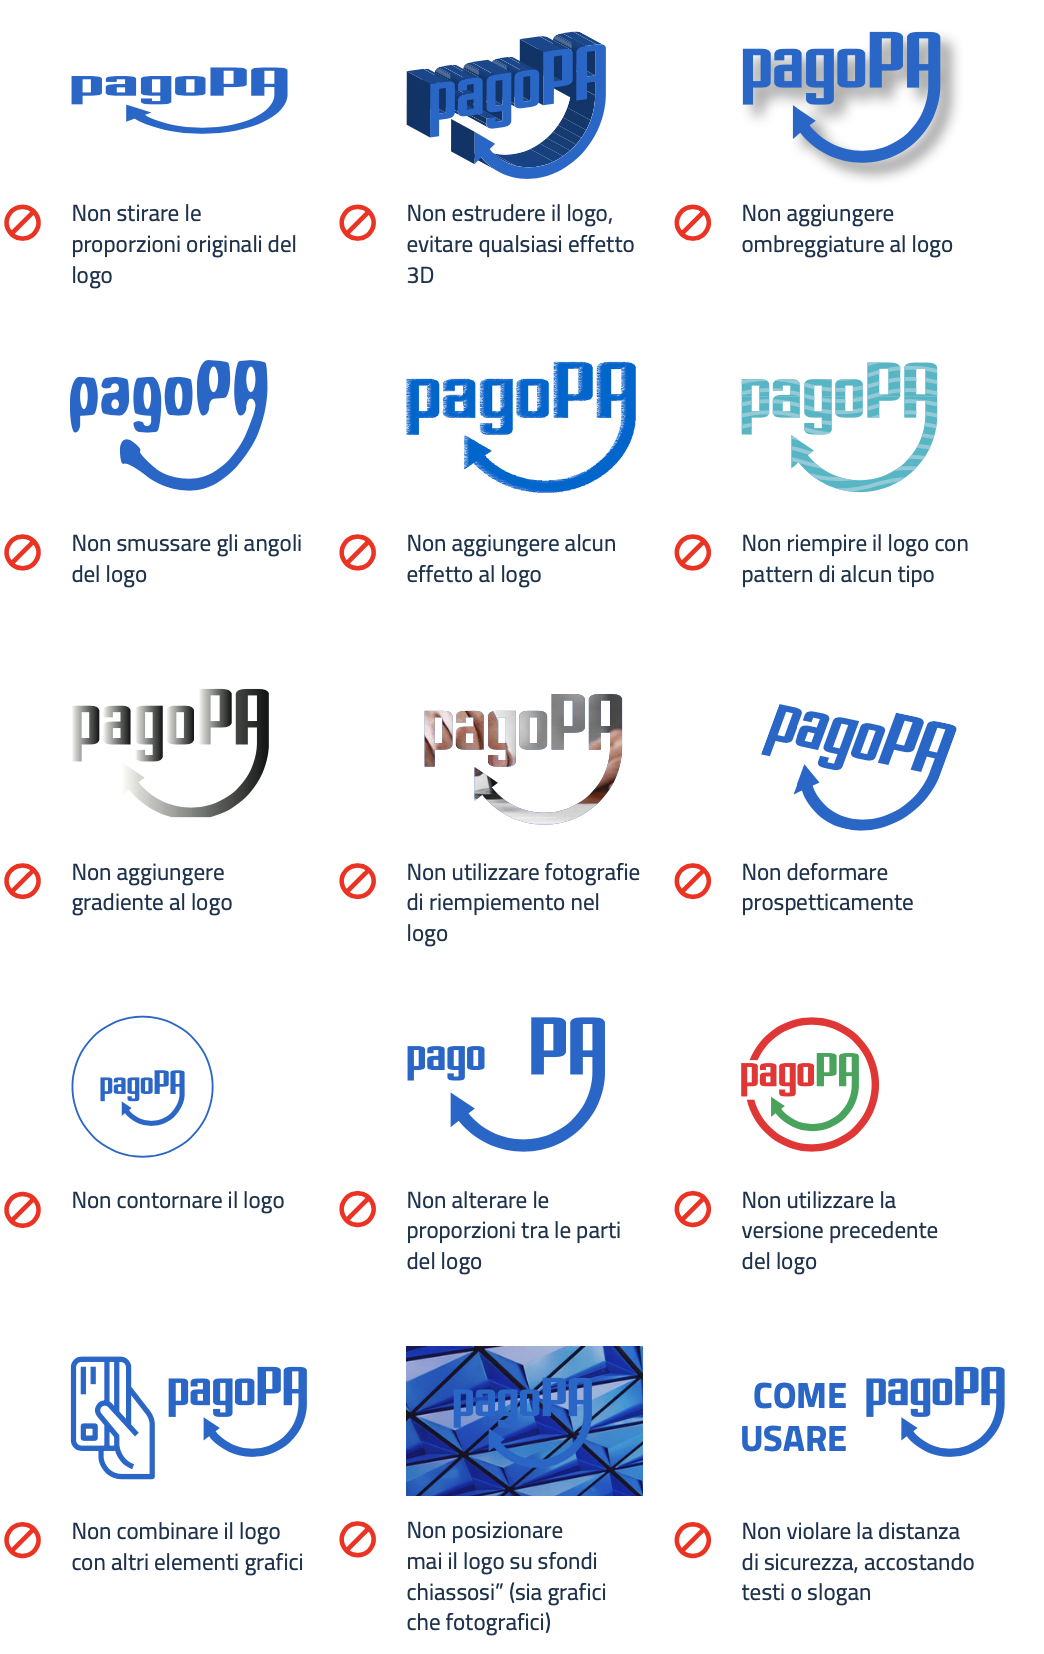 pagoPA
pagoPA
pagoPA
Non stirare le
proporzioni originali del
logo
Non estrudere il logo,
evitare qualsiasi effetto
3D
Non aggiungere
ombreggiature al logo
pagoPA
pagoPA
pagoPA
Non smussare gli angoli
del logo
Non aggiungere alcun
effetto al logo
Non riempire il logo con
pattern di alcun tipo
pagoPA
pagoPA
pagoPA
Non aggiungere
gradiente al logo
Non utilizzare fotografie
di riempiemento nel
logo
Non deformare
prospetticamente
pagoPA
pago PA
pagoPA
Non contornare il logo
Non alterare le
proporzioni tra le parti
del logo
Non utilizzare la
versione precedente
del logo
pagoPA
pagoPA
COME
USARE
pagoPA
Non combinare il logo
con altri elementi grafici
Non posizionare
mai il logo su sfondi
chiassosi” (sia grafici
che fotografici)
Non violare la distanza
di sicurezza, accostando
testi o slogan